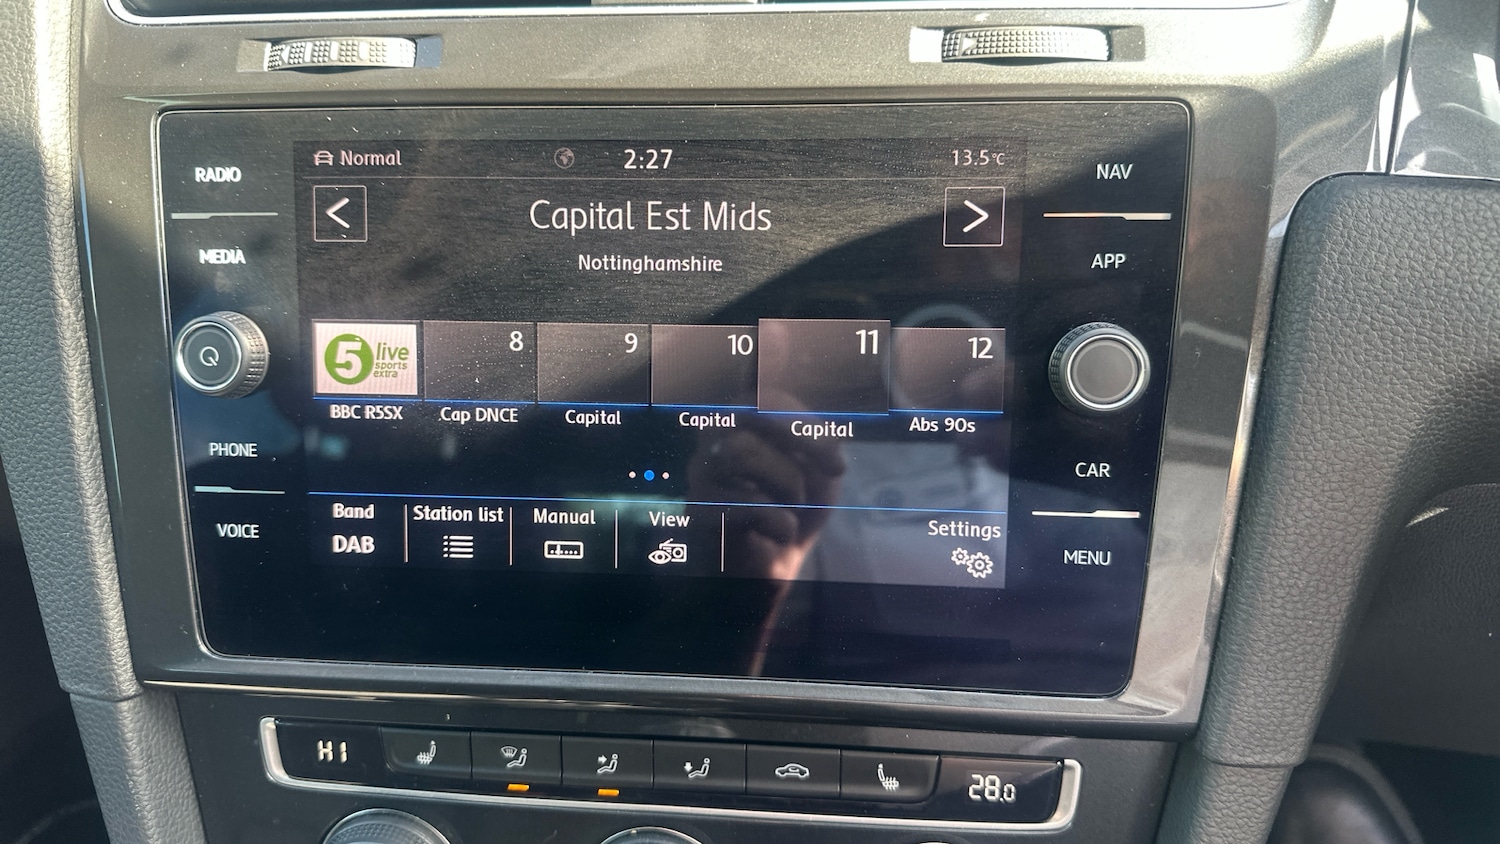 RADIO
MEDIA
PHONE
VOICE
Normal
2:27
13.5°C
<
Capital Est Mids
>
Nottinghamshire
5 live
sports
extra
8
9
10
11
12
BBC R5SX
Cap DNCE
Capital
Capital
Capital
Abs 90s
Band
DAB
Station list
Manual
View
Settings
NAV
APP
CAR
MENU
HI
28.0